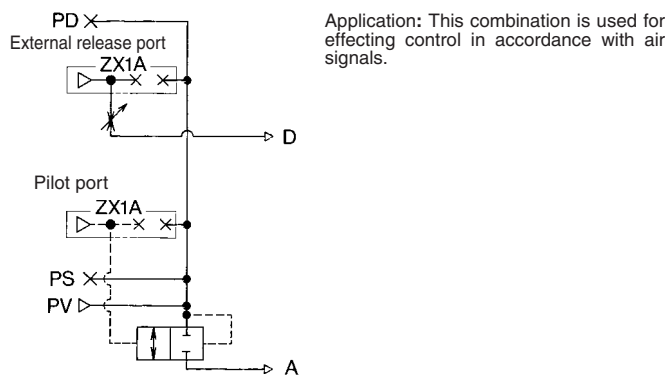 PD
External release port
ZX1A
D
Pilot port
ZX1A
PS
PV
A
Application: This combination is used for
effecting control in accordance with air
signals.